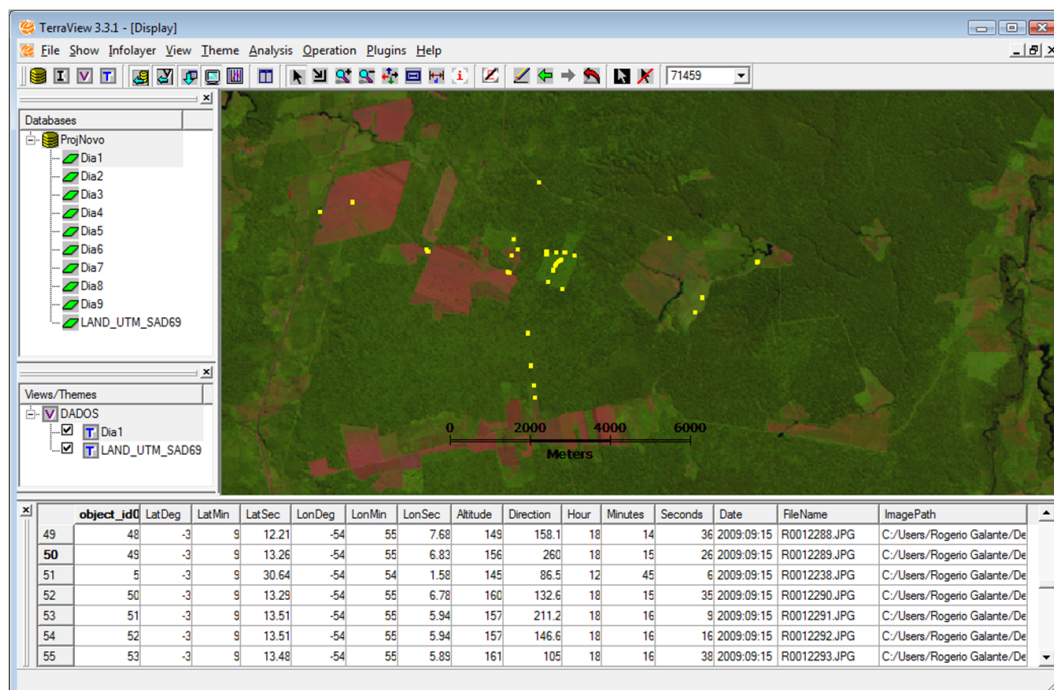 TerraView 3.3.1 - [Display]
File Show Infolayer View Theme Analysis Operation Plugins Help
I V T i 71459
Databases
ProjNovo
Dia1
Dia2
Dia3
Dia4
Dia5
Dia6
Dia7
Dia8
Dia9
LAND_UTM_SAD69
Views/Themes
V DADOS
T Dia1
T LAND_UTM_SAD69
0 2000 4000 6000
Meters
object_id LatDeg LatMin LatSec LonDeg LonMin LonSec Altitude Direction Hour Minutes Seconds Date FileName ImagePath
49 48 -3 9 12.21 -54 55 7.68 149 158.1 18 14 36 2009:09:15 R0012288.JPG C:/Users/Rogerio Galante/De
50 49 -3 9 13.26 -54 55 6.83 156 260 18 15 26 2009:09:15 R0012289.JPG C:/Users/Rogerio Galante/De
51 5 -3 9 30.64 -54 54 1.58 145 86.5 12 45 6 2009:09:15 R0012238.JPG C:/Users/Rogerio Galante/De
52 50 -3 9 13.29 -54 55 6.78 160 132.6 18 15 35 2009:09:15 R0012290.JPG C:/Users/Rogerio Galante/De
53 51 -3 9 13.51 -54 55 5.94 157 211.2 18 16 9 2009:09:15 R0012291.JPG C:/Users/Rogerio Galante/De
54 52 -3 9 13.51 -54 55 5.94 157 146.6 18 16 16 2009:09:15 R0012292.JPG C:/Users/Rogerio Galante/De
55 53 -3 9 13.48 -54 55 5.89 161 105 18 16 38 2009:09:15 R0012293.JPG C:/Users/Rogerio Galante/De